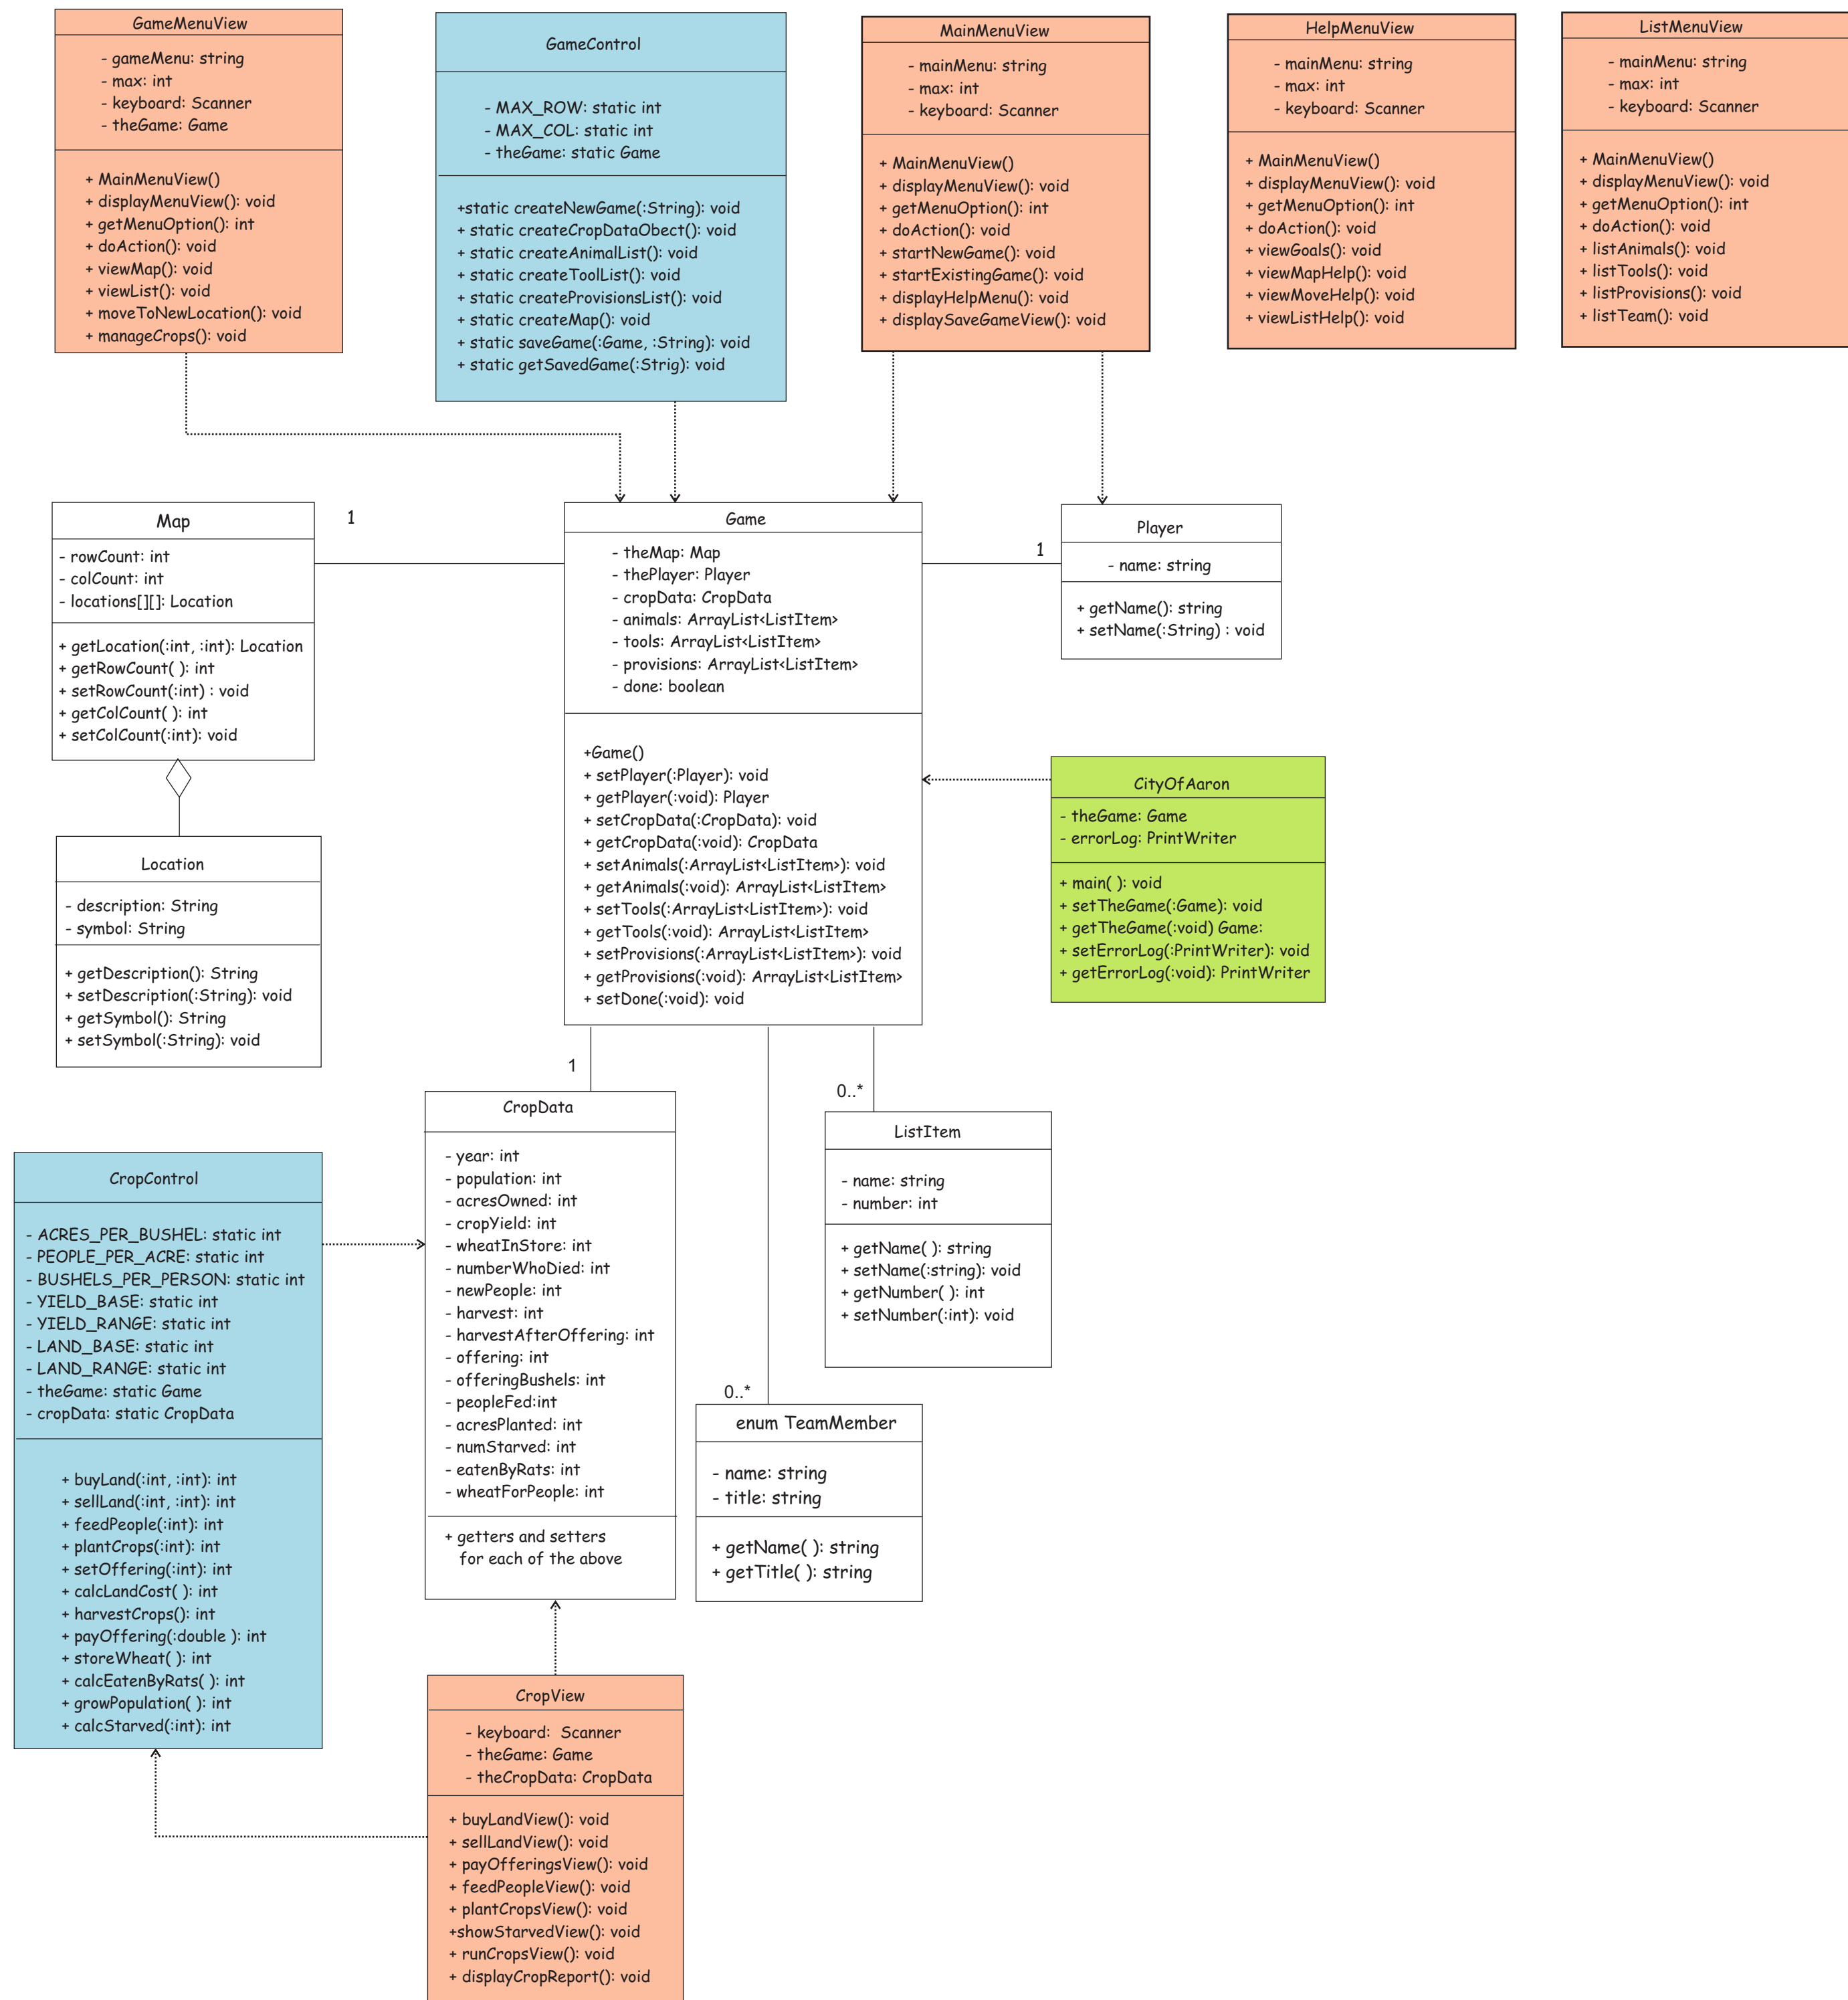 GameMenuView
- gameMenu: string
- max: int
- keyboard: Scanner
- theGame: Game
+ MainMenuView()
+ displayMenuView(): void
+ getMenuOption(): int
+ doAction(): void
+ viewMap(): void
+ viewList(): void
+ moveToNewLocation(): void
+ manageCrops(): void
GameControl
- MAX_ROW: static int
- MAX_COL: static int
- theGame: static Game
+static createNewGame(:String): void
+ static createCropDataObect(): void
+ static createAnimalList(): void
+ static createToolList(): void
+ static createProvisionsList(): void
+ static createMap(): void
+ static saveGame(:Game, :String): void
+ static getSavedGame(:Strig): void
MainMenuView
- mainMenu: string
- max: int
- keyboard: Scanner
+ MainMenuView()
+ displayMenuView(): void
+ getMenuOption(): int
+ doAction(): void
+ startNewGame(): void
+ startExistingGame(): void
+ displayHelpMenu(): void
+ displaySaveGameView(): void
HelpMenuView
- mainMenu: string
- max: int
- keyboard: Scanner
+ MainMenuView()
+ displayMenuView(): void
+ getMenuOption(): int
+ doAction(): void
+ viewGoals(): void
+ viewMapHelp(): void
+ viewMoveHelp(): void
+ viewListHelp(): void
ListMenuView
- mainMenu: string
- max: int
- keyboard: Scanner
+ MainMenuView()
+ displayMenuView(): void
+ getMenuOption(): int
+ doAction(): void
+ listAnimals(): void
+ listTools(): void
+ listProvisions(): void
+ listTeam(): void
Map
- rowCount: int
- colCount: int
- locations[][]: Location
+ getLocation(:int, :int): Location
+ getRowCount( ): int
+ setRowCount(:int) : void
+ getColCount( ): int
+ setColCount(:int): void
1
Game
- theMap: Map
- thePlayer: Player
- cropData: CropData
- animals: ArrayList<ListItem>
- tools: ArrayList<ListItem>
- provisions: ArrayList<ListItem>
- done: boolean
+Game()
+ setPlayer(:Player): void
+ getPlayer(:void): Player
+ setCropData(:CropData): void
+ getCropData(:void): CropData
+ setAnimals(:ArrayList<ListItem>): void
+ getAnimals(:void): ArrayList<ListItem>
+ setTools(:ArrayList<ListItem>): void
+ getTools(:void): ArrayList<ListItem>
+ setProvisions(:ArrayList<ListItem>): void
+ getProvisions(:void): ArrayList<ListItem>
+ setDone(:void): void
1
Player
- name: string
+ getName(): string
+ setName(:String) : void
CityOfAaron
- theGame: Game
- errorLog: PrintWriter
+ main( ): void
+ setTheGame(:Game): void
+ getTheGame(:void) Game:
+ setErrorLog(:PrintWriter): void
+ getErrorLog(:void): PrintWriter
Location
- description: String
- symbol: String
+ getDescription(): String
+ setDescription(:String): void
+ getSymbol(): String
+ setSymbol(:String): void
1
0..*
0..*
CropData
- year: int
- population: int
- acresOwned: int
- cropYield: int
- wheatInStore: int
- numberWhoDied: int
- newPeople: int
- harvest: int
- harvestAfterOffering: int
- offering: int
- offeringBushels: int
- peopleFed:int
- acresPlanted: int
- numStarved: int
- eatenByRats: int
- wheatForPeople: int
+ getters and setters
for each of the above
ListItem
- name: string
- number: int
+ getName( ): string
+ setName(:string): void
+ getNumber( ): int
+ setNumber(:int): void
enum TeamMember
- name: string
- title: string
+ getName( ): string
+ getTitle( ): string
CropControl
- ACRES_PER_BUSHEL: static int
- PEOPLE_PER_ACRE: static int
- BUSHELS_PER_PERSON: static int
- YIELD_BASE: static int
- YIELD_RANGE: static int
- LAND_BASE: static int
- LAND_RANGE: static int
- theGame: static Game
- cropData: static CropData
+ buyLand(:int, :int): int
+ sellLand(:int, :int): int
+ feedPeople(:int): int
+ plantCrops(:int): int
+ setOffering(:int): int
+ calcLandCost( ): int
+ harvestCrops(): int
+ payOffering(:double ): int
+ storeWheat( ): int
+ calcEatenByRats( ): int
+ growPopulation( ): int
+ calcStarved(:int): int
CropView
- keyboard: Scanner
- theGame: Game
- theCropData: CropData
+ buyLandView(): void
+ sellLandView(): void
+ payOfferingsView(): void
+ feedPeopleView(): void
+ plantCropsView(): void
+showStarvedView(): void
+ runCropsView(): void
+ displayCropReport(): void